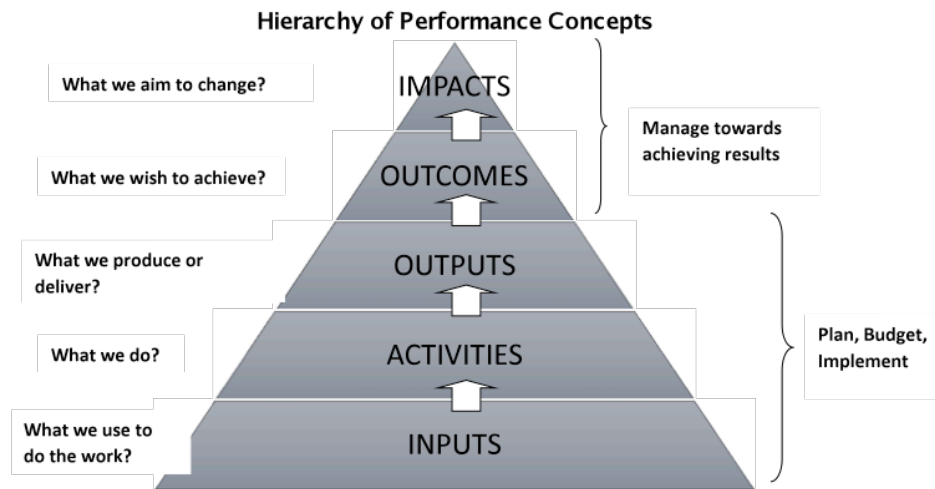 Hierarchy of Performance Concepts
What we aim to change?
IMPACTS
Manage towards
achieving results
What we wish to achieve?
OUTCOMES
What we produce or
deliver?
OUTPUTS
Plan, Budget,
Implement
What we do?
ACTIVITIES
What we use to
do the work?
INPUTS